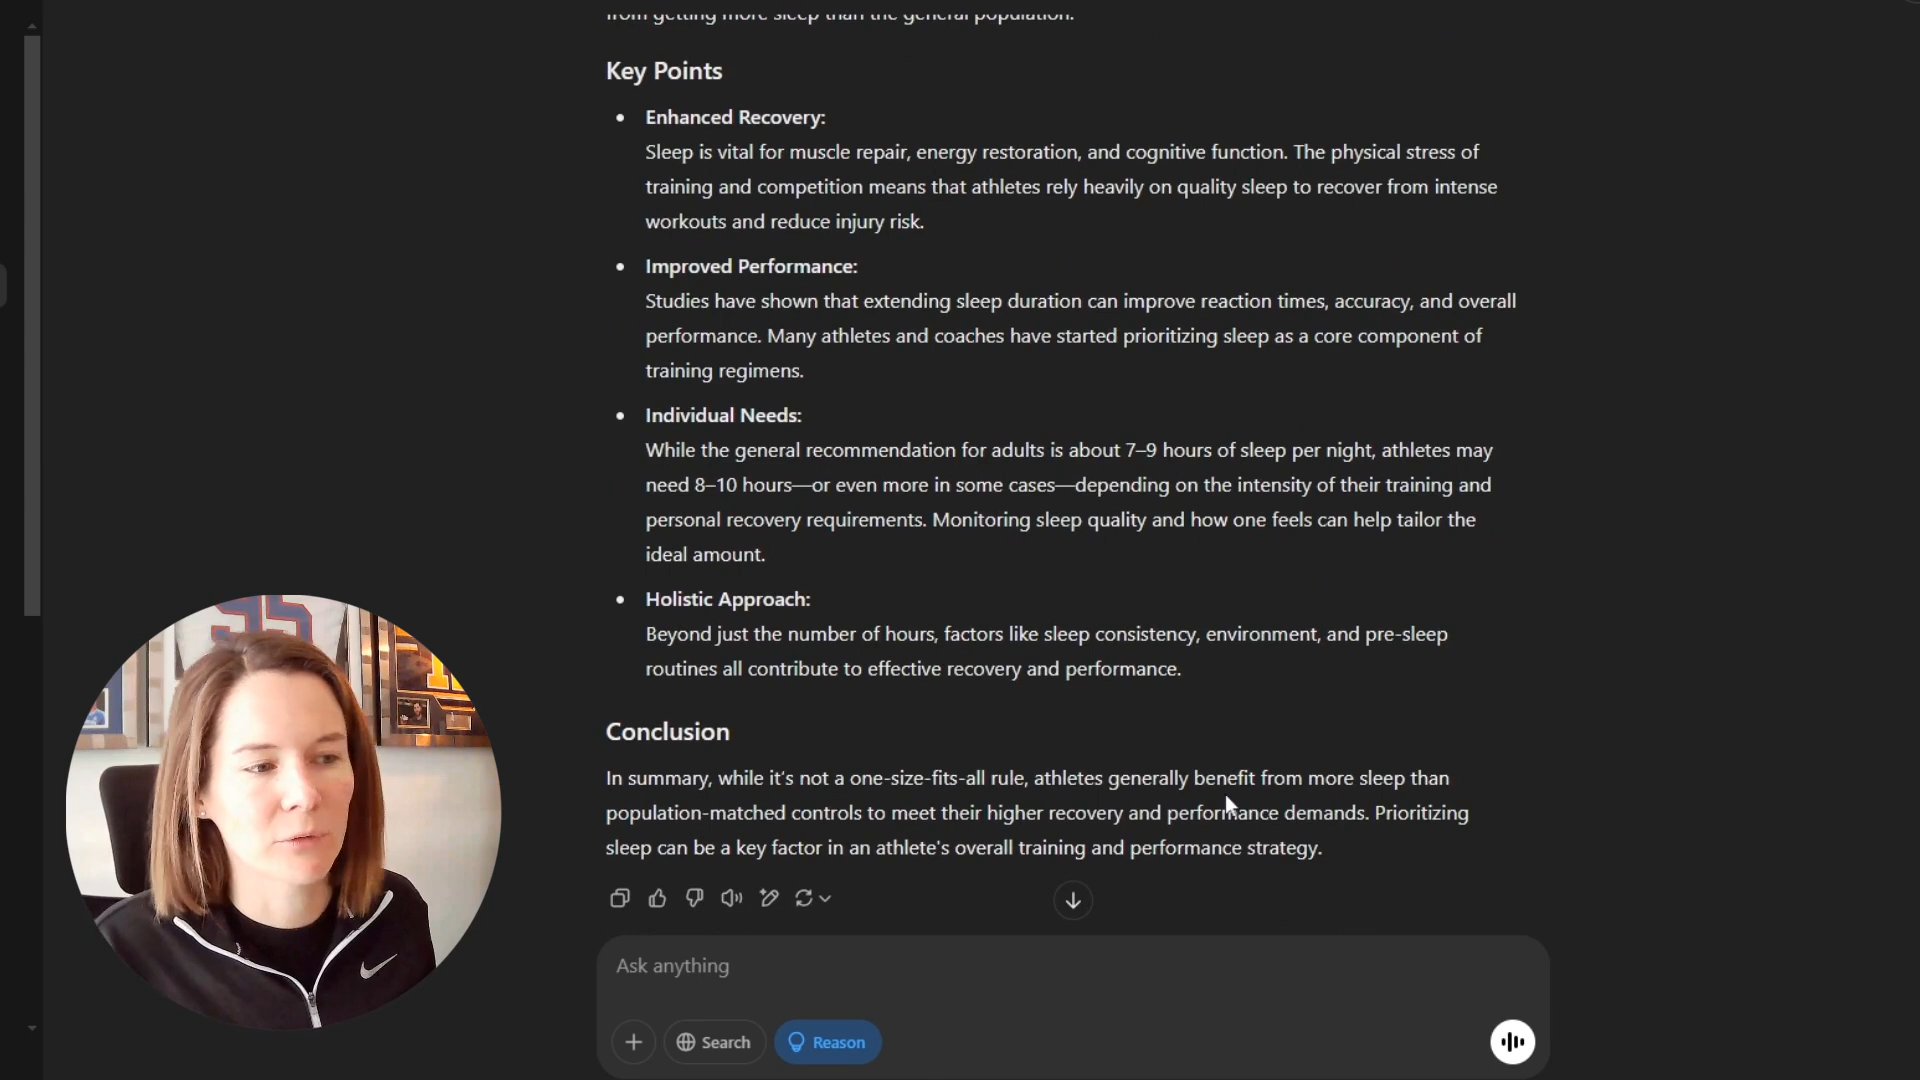 from getting more sleep than the general population.
Key Points
Enhanced Recovery:
Sleep is vital for muscle repair, energy restoration, and cognitive function. The physical stress of
training and competition means that athletes rely heavily on quality sleep to recover from intense
workouts and reduce injury risk.
Improved Performance:
Studies have shown that extending sleep duration can improve reaction times, accuracy, and overall
performance. Many athletes and coaches have started prioritizing sleep as a core component of
training regimens.
Individual Needs:
While the general recommendation for adults is about 7–9 hours of sleep per night, athletes may
need 8–10 hours—or even more in some cases—depending on the intensity of their training and
personal recovery requirements. Monitoring sleep quality and how one feels can help tailor the
ideal amount.
Holistic Approach:
Beyond just the number of hours, factors like sleep consistency, environment, and pre-sleep
routines all contribute to effective recovery and performance.
Conclusion
In summary, while it's not a one-size-fits-all rule, athletes generally benefit from more sleep than
population-matched controls to meet their higher recovery and performance demands. Prioritizing
sleep can be a key factor in an athlete's overall training and performance strategy.
Ask anything
Search
Reason